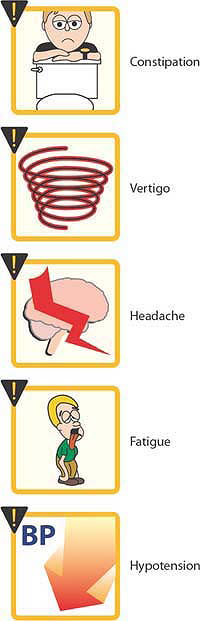 !
Constipation
!
Vertigo
!
Headache
!
Fatigue
!
BP
Hypotension